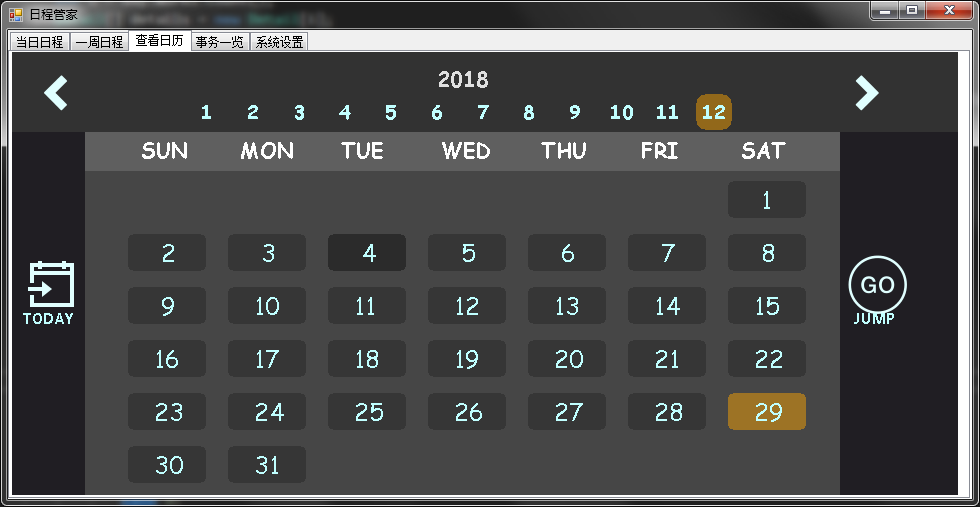 日程管家
当日日程 一周日程 查看日历 事务一览 系统设置
2018
1 2 3 4 5 6 7 8 9 10 11 12
SUN MON TUE WED THU FRI SAT
1
2 3 4 5 6 7 8
9 10 11 12 13 14 15
16 17 18 19 20 21 22
23 24 25 26 27 28 29
30 31
TODAY
GO
JUMP